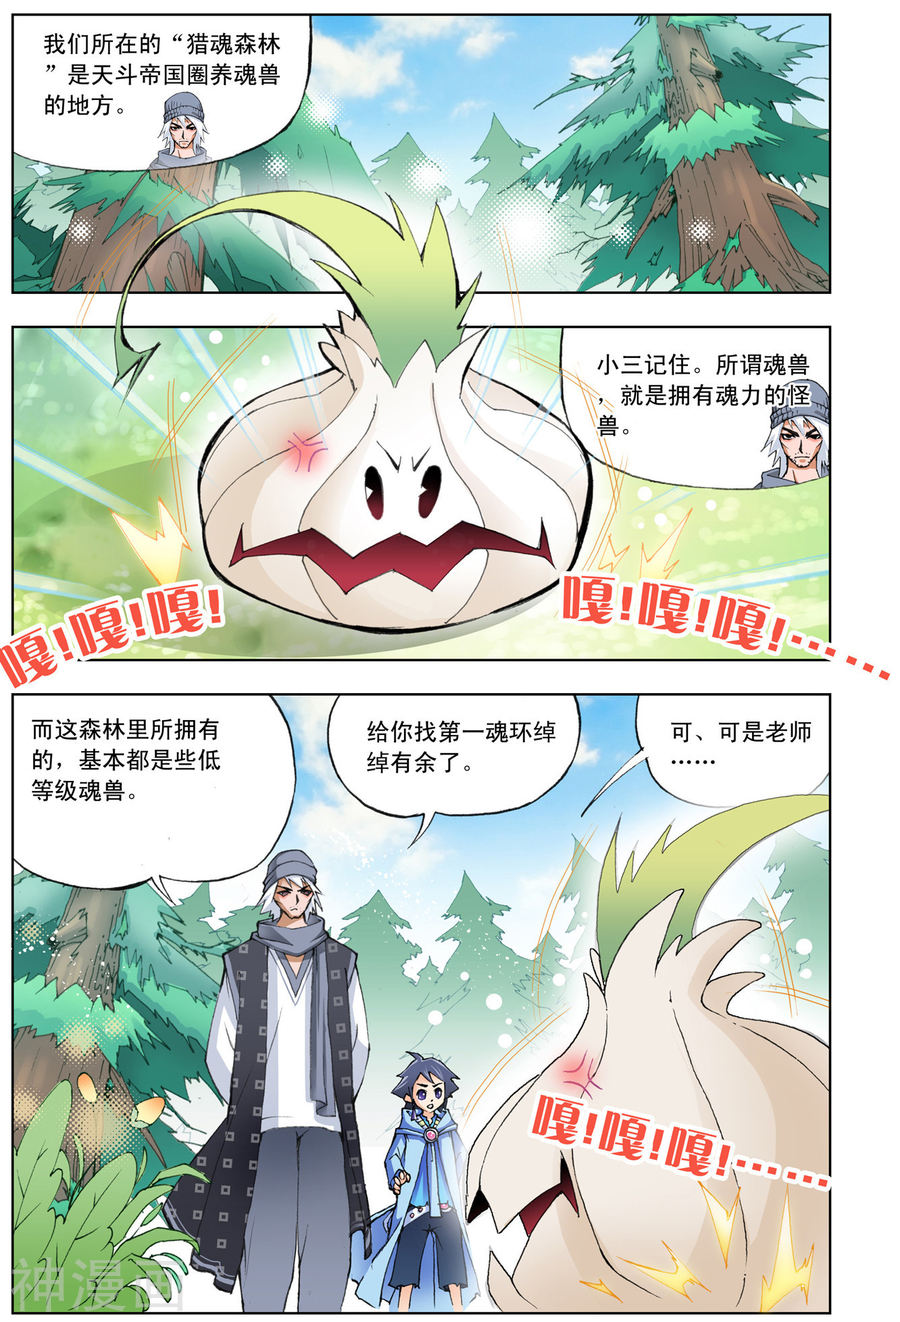 我们所在的“猎魂森林
”是天斗帝国圈养魂兽
的地方。
小三记住。所谓魂兽
，就是拥有魂力的怪
兽。
嘎！嘎！嘎！
嘎！嘎！嘎！……
而这森林里所拥有
的，基本都是些低
等级魂兽。
给你找第一魂环绰
绰有余了。
可、可是老师
……
嘎！嘎！嘎！……
神漫画